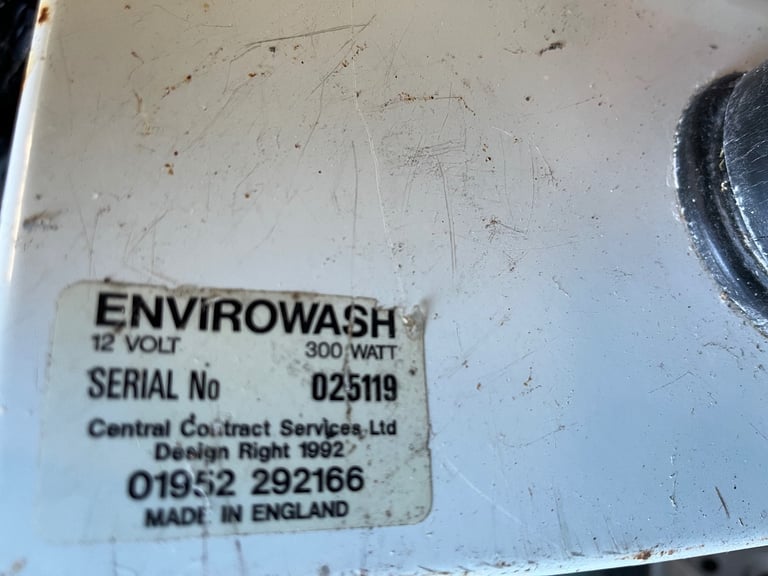 ENVIROWASH
12 VOLT 300 WATT
SERIAL No 025119
Central Contract Services Ltd
Design Right 1992
01952 292166
MADE IN ENGLAND